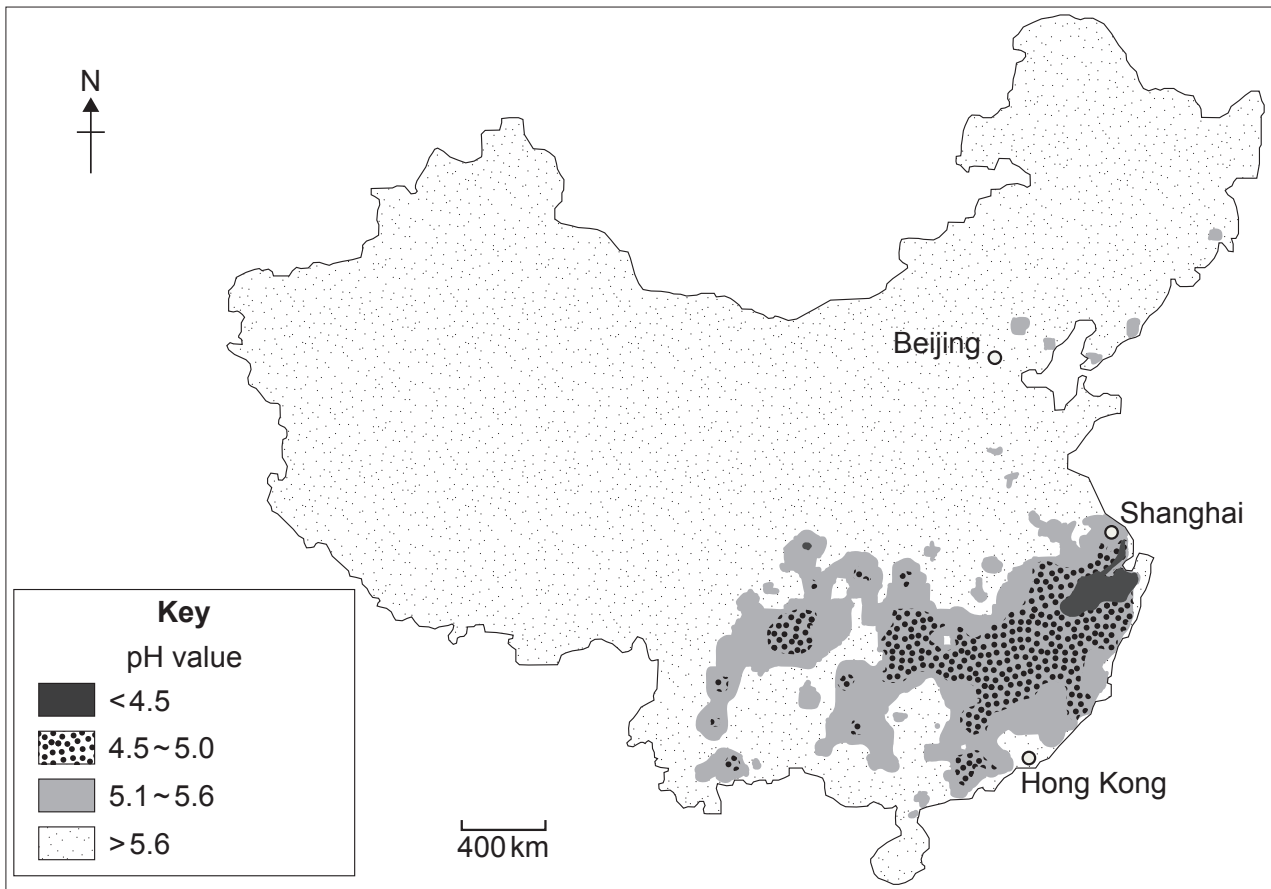 N
Beijing
Shanghai
Hong Kong
Key
pH value
<4.5
4.5~5.0
5.1~5.6
>5.6
400 km